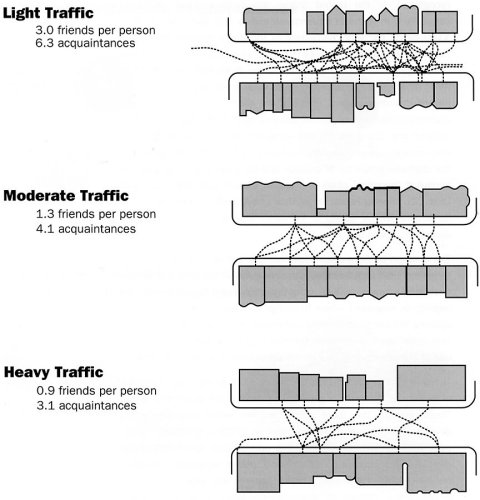 Light Traffic
3.0 friends per person
6.3 acquaintances
Moderate Traffic
1.3 friends per person
4.1 acquaintances
Heavy Traffic
0.9 friends per person
3.1 acquaintances